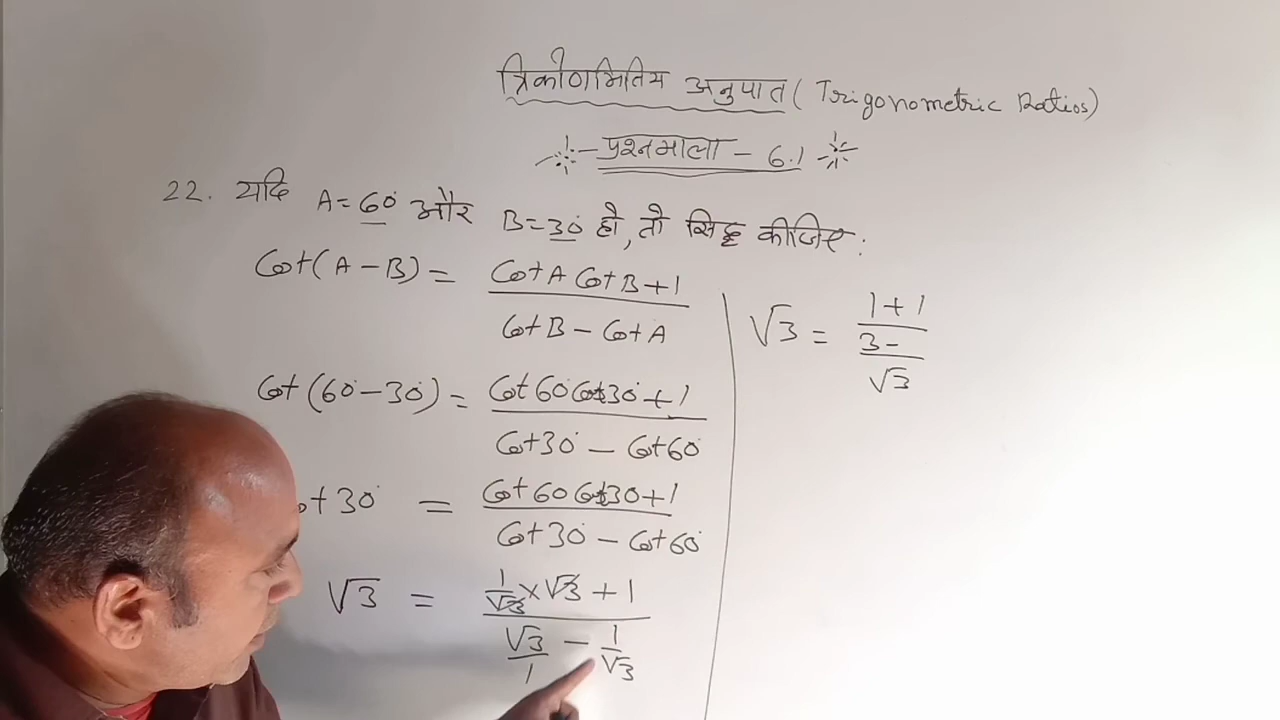 त्रिकोणमितिय अनुपात ( Trigonometric Ratios)
प्रश्नमाला - 6.1
22. यदि A = 60° और B = 30° हो, तो सिद्ध कीजिए :
Cot(A - B) = (Cot A Cot B + 1) / (Cot B - Cot A)
Cot (60° - 30°) = (Cot 60° Cot 30° + 1) / (Cot 30° - Cot 60°)
ot 30° = (Cot 60° Cot 30° + 1) / (Cot 30° - Cot 60°)
√3 = (1/√3 × √3 + 1) / (√3/1 - 1/√3)
√3 = (1 + 1) / ((3 -) / √3)